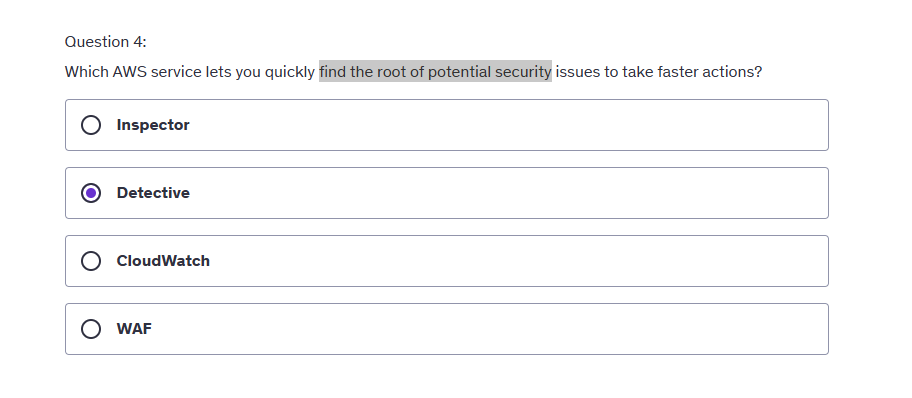 Question 4:
Which AWS service lets you quickly find the root of potential security issues to take faster actions?
Inspector
Detective
CloudWatch
WAF